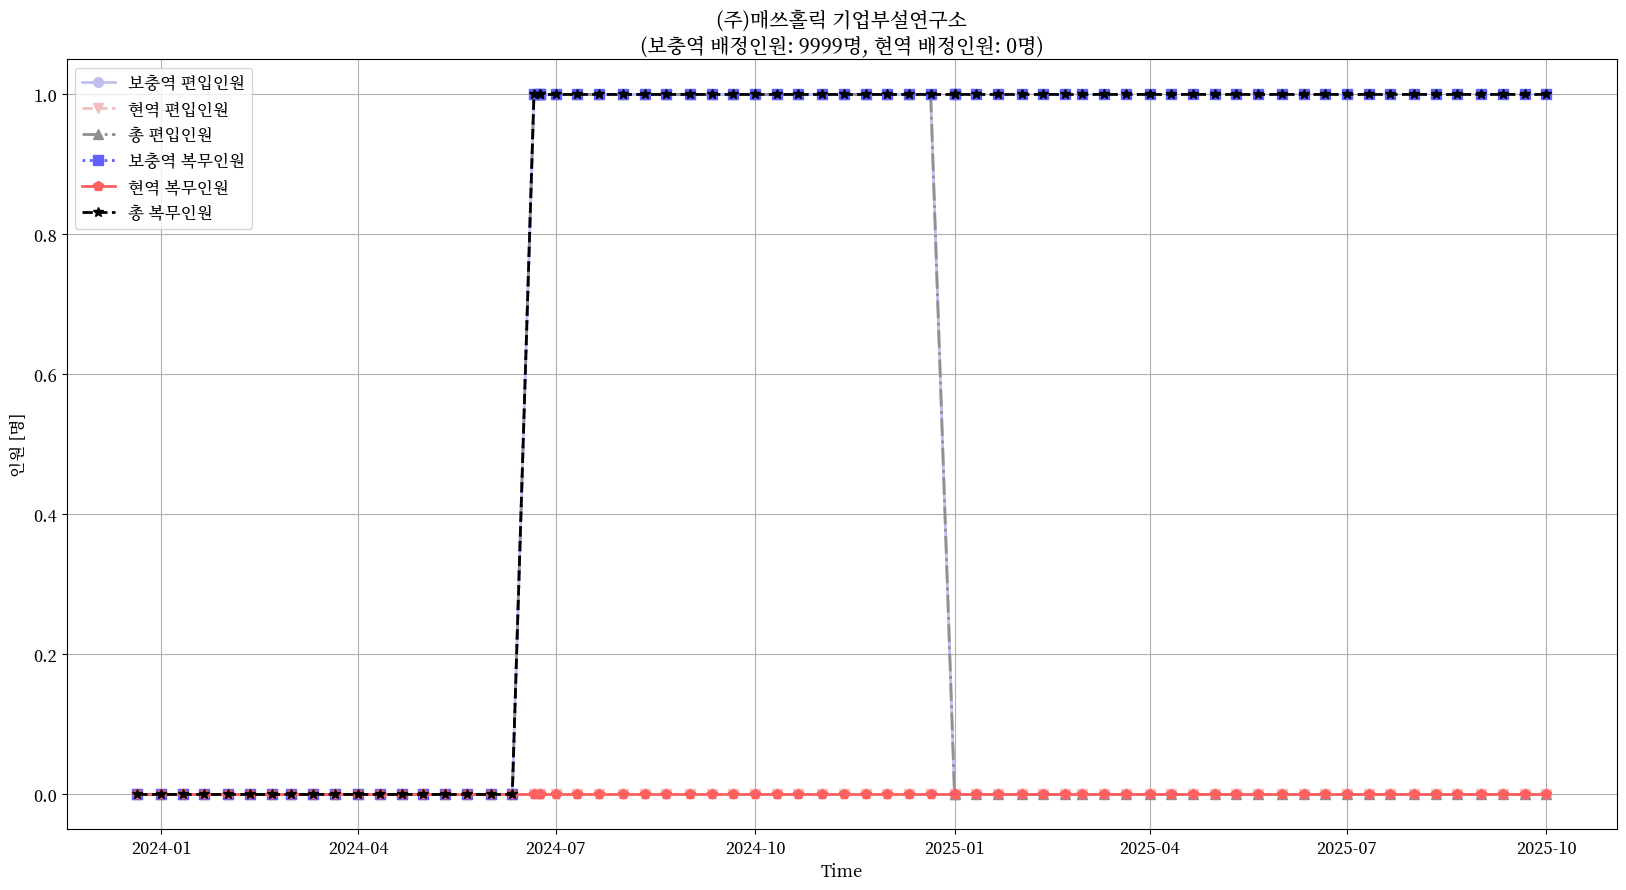 (주)매쓰홀릭 기업부설연구소
(보충역 배정인원: 9999명, 현역 배정인원: 0명)
보충역 편입인원
현역 편입인원
총 편입인원
보충역 복무인원
현역 복무인원
총 복무인원
1.0
0.8
0.6
0.4
0.2
0.0
인원 [명]
2024-01
2024-04
2024-07
2024-10
2025-01
2025-04
2025-07
2025-10
Time